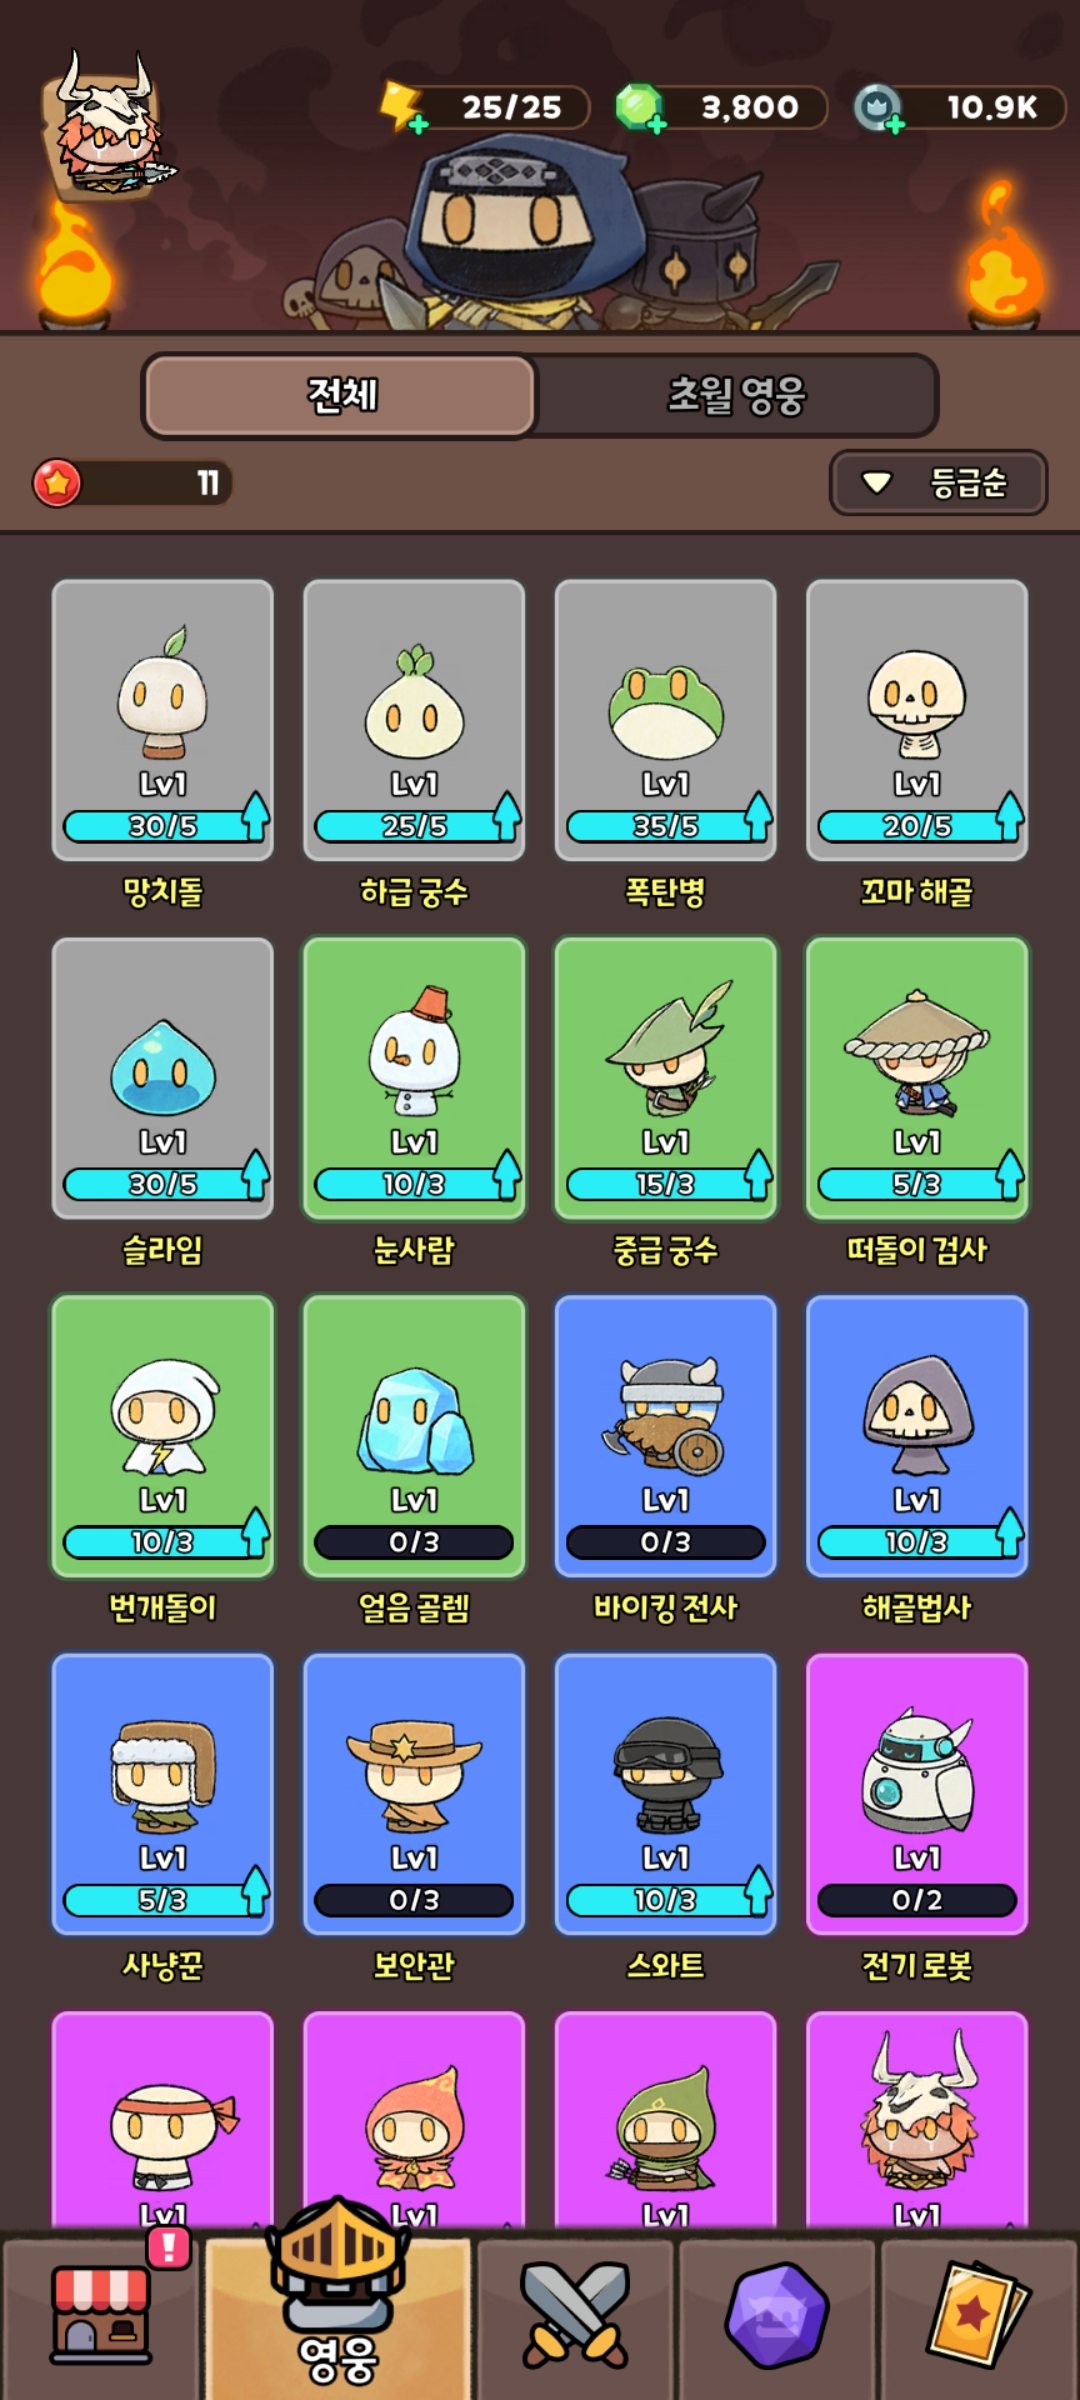 25/25 3,800 10.9K
전체 초월 영웅
11 등급순
Lv1 Lv1 Lv1 Lv1
30/5 25/5 35/5 20/5
망치돌 하급 궁수 폭탄병 꼬마 해골
Lv1 Lv1 Lv1 Lv1
30/5 10/3 15/3 5/3
슬라임 눈사람 중급 궁수 떠돌이 검사
Lv1 Lv1 Lv1 Lv1
10/3 0/3 0/3 10/3
번개돌이 얼음 골렘 바이킹 전사 해골법사
Lv1 Lv1 Lv1 Lv1
5/3 0/3 10/3 0/2
사냥꾼 보안관 스와트 전기 로봇
Lv1 Lv1 Lv1 Lv1
!
영웅